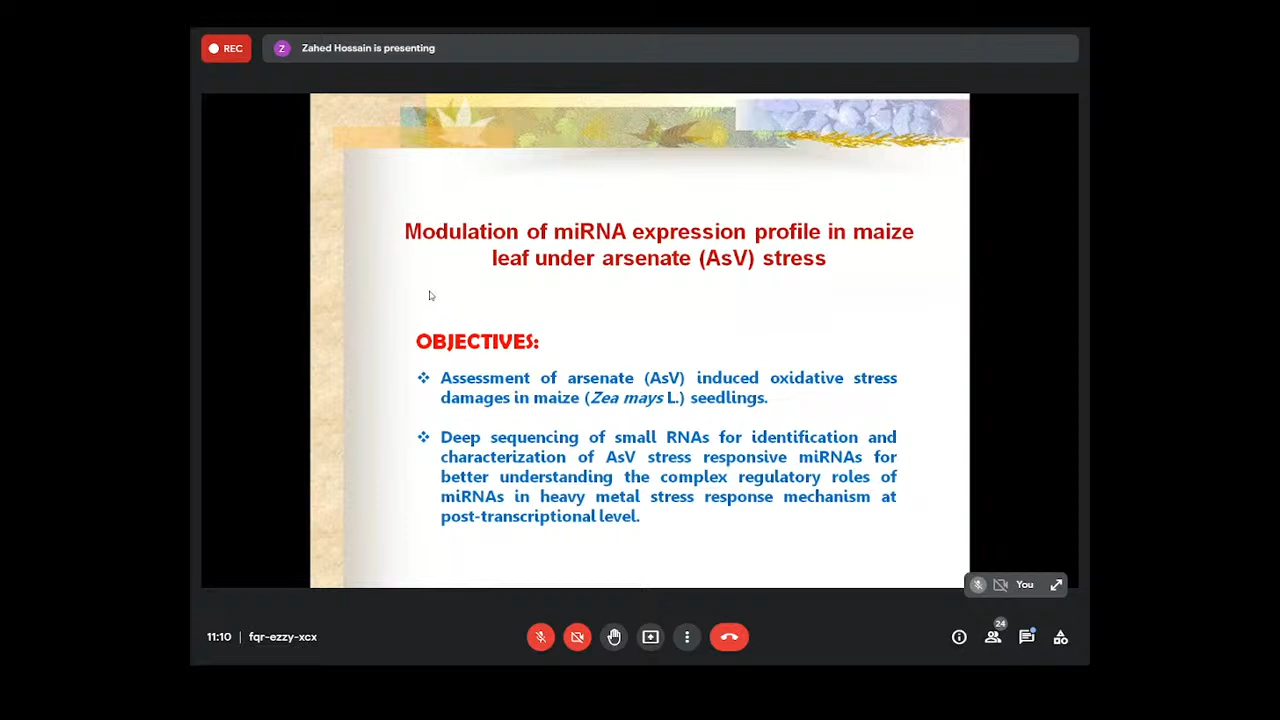 REC
Z Zahed Hossain is presenting
Modulation of miRNA expression profile in maize
leaf under arsenate (AsV) stress
OBJECTIVES:
❖ Assessment of arsenate (AsV) induced oxidative stress
damages in maize (Zea mays L.) seedlings.
❖ Deep sequencing of small RNAs for identification and
characterization of AsV stress responsive miRNAs for
better understanding the complex regulatory roles of
miRNAs in heavy metal stress response mechanism at
post-transcriptional level.
You
11:10 | fqr-ezzy-xcx
24